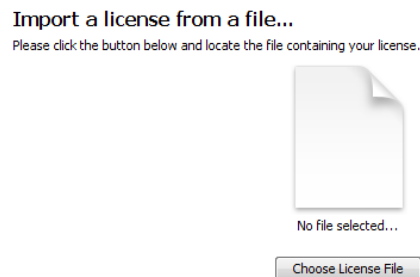 Import a license from a file...
Please click the button below and locate the file containing your license.
No file selected...
Choose License File